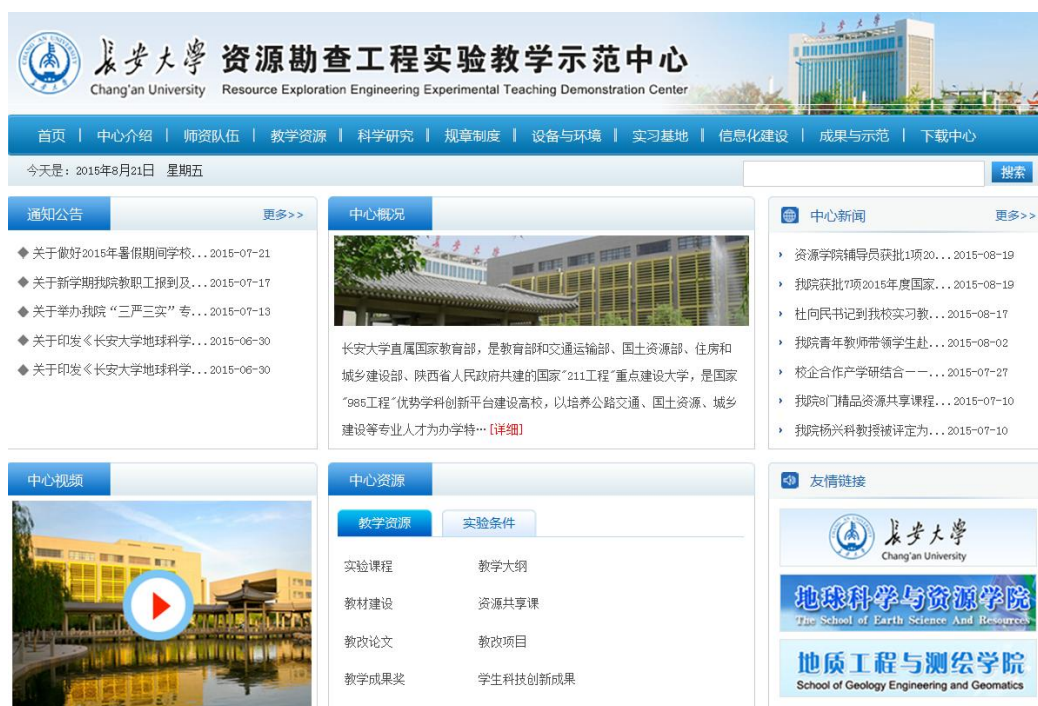 长安大学 资源勘查工程实验教学示范中心
Chang'an University Resource Exploration Engineering Experimental Teaching Demonstration Center
首页 | 中心介绍 | 师资队伍 | 教学资源 | 科学研究 | 规章制度 | 设备与环境 | 实习基地 | 信息化建设 | 成果与示范 | 下载中心
今天是：2015年8月21日 星期五
搜索
通知公告 更多>>
关于做好2015年暑假期间学校...2015-07-21
关于新学期我院教职工报到及...2015-07-17
关于举办我院“三严三实”专...2015-07-13
关于印发《长安大学地球科学...2015-06-30
关于印发《长安大学地球科学...2015-06-30
中心概况
长安大学直属国家教育部，是教育部和交通运输部、国土资源部、住房和
城乡建设部、陕西省人民政府共建的国家"211工程"重点建设大学，是国家
"985工程"优势学科创新平台建设高校，以培养公路交通、国土资源、城乡
建设等专业人才为办学特…[详细]
中心新闻 更多>>
资源学院辅导员获批1项20...2015-08-19
我院获批7项2015年度国家...2015-08-19
杜向民书记到我校实习教...2015-08-17
我院青年教师带领学生赴...2015-08-02
校企合作产学研结合——...2015-07-27
我院8门精品资源共享课程...2015-07-10
我院杨兴科教授被评定为...2015-07-10
中心视频
中心资源
教学资源 实验条件
实验课程 教学大纲
教材建设 资源共享课
教改论文 教改项目
教学成果奖 学生科技创新成果
友情链接
长安大学
Chang'an University
地球科学与资源学院
The School of Earth Science And Resources
地质工程与测绘学院
School of Geology Engineering and Geomatics